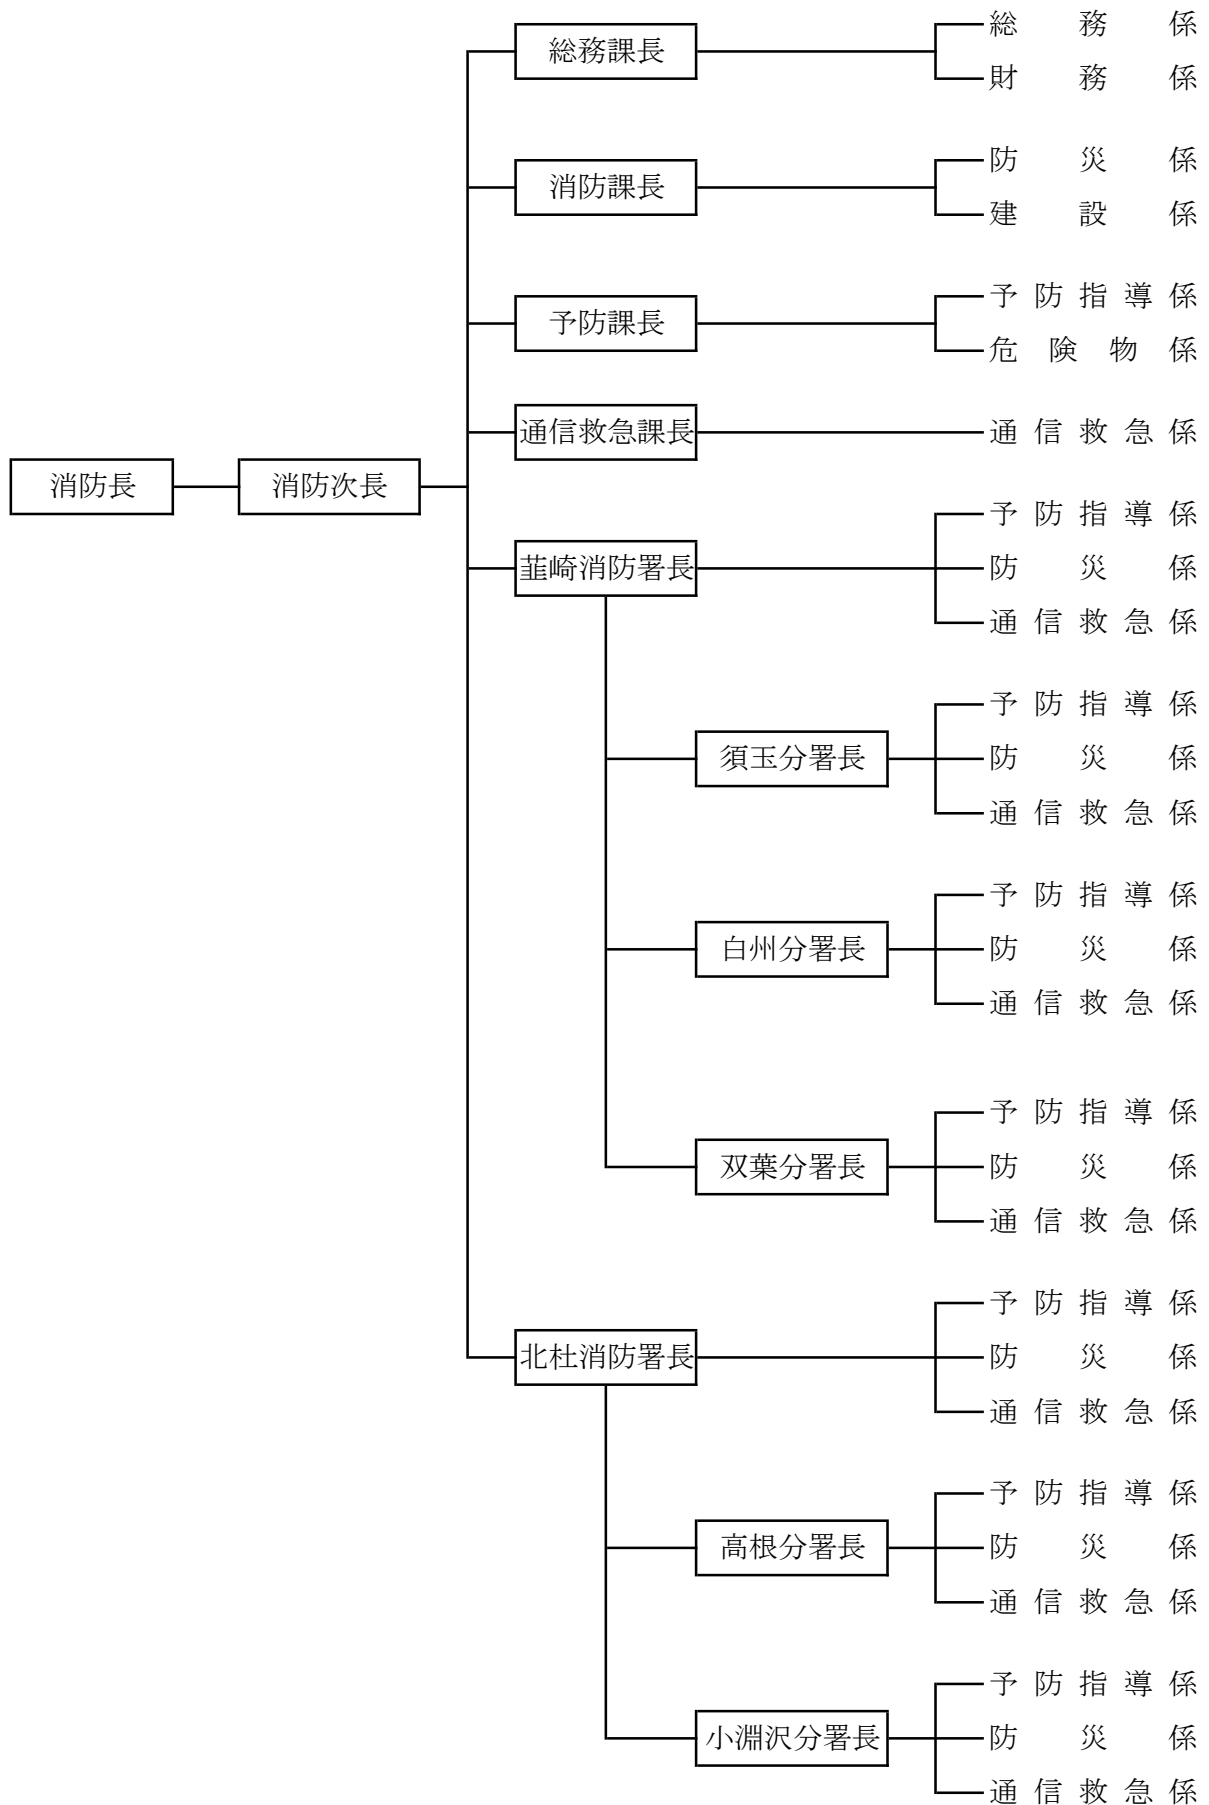 総務係
総務課長
財務係
防災係
消防課長
建設係
予防指導係
予防課長
危険物係
通信救急課長 通信救急係
消防長 消防次長
予防指導係
韮崎消防署長 防災係
通信救急係
予防指導係
須玉分署長 防災係
通信救急係
予防指導係
白州分署長 防災係
通信救急係
予防指導係
双葉分署長 防災係
通信救急係
予防指導係
北杜消防署長 防災係
通信救急係
予防指導係
高根分署長 防災係
通信救急係
予防指導係
小淵沢分署長 防災係
通信救急係